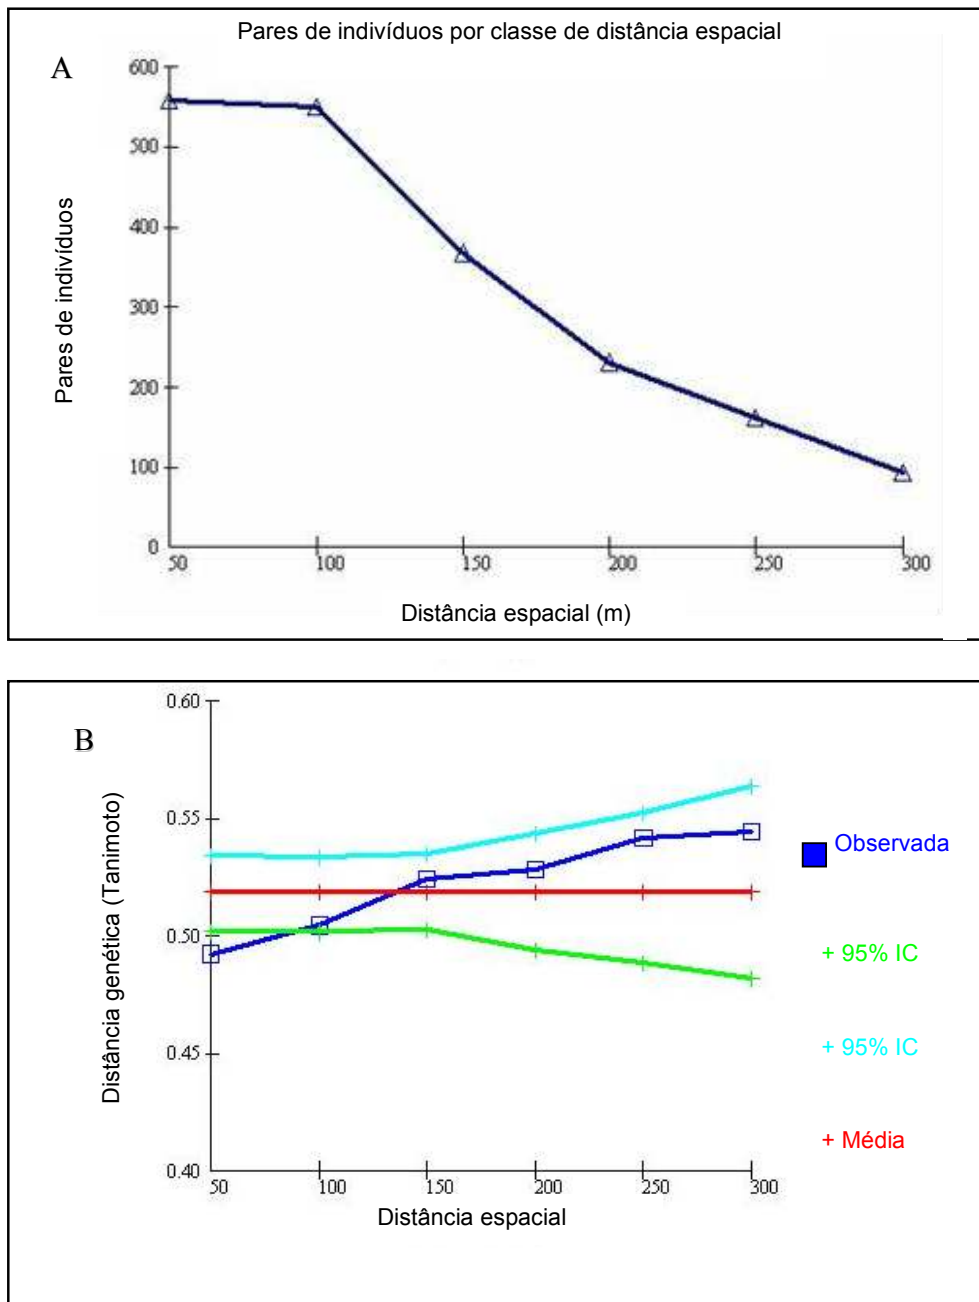 Pares de indivíduos por classe de distância espacial
A
600
500
400
300
200
100
0
Pares de indivíduos
50 100 150 200 250 300
Distância espacial (m)
B
0.60
0.55
0.50
0.45
0.40
Distância genética (Tanimoto)
50 100 150 200 250 300
Distância espacial
Observada
+ 95% IC
+ 95% IC
+ Média